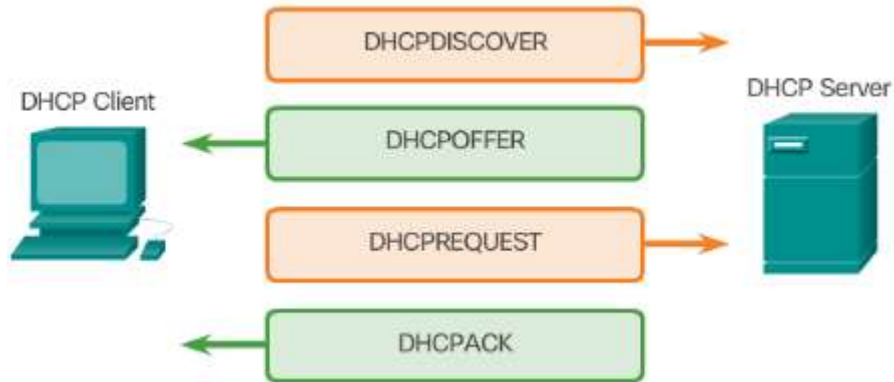 DHCPDISCOVER
DHCP Client
DHCP Server
DHCPOFFER
DHCPREQUEST
DHCPACK